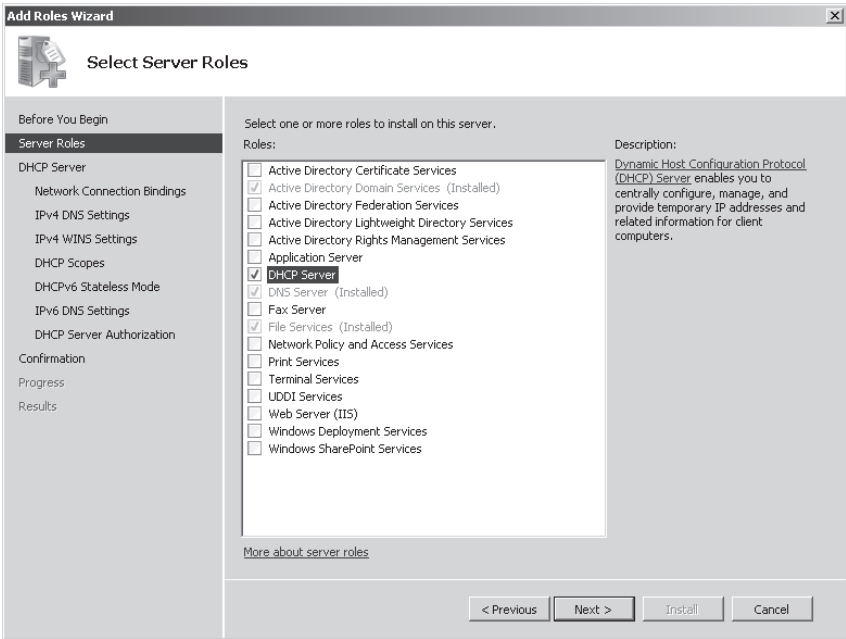 Add Roles Wizard
Select Server Roles
Before You Begin
Server Roles
DHCP Server
Network Connection Bindings
IPv4 DNS Settings
IPv4 WINS Settings
DHCP Scopes
DHCPv6 Stateless Mode
IPv6 DNS Settings
DHCP Server Authorization
Confirmation
Progress
Results
Select one or more roles to install on this server.
Roles:
Active Directory Certificate Services
Active Directory Domain Services (Installed)
Active Directory Federation Services
Active Directory Lightweight Directory Services
Active Directory Rights Management Services
Application Server
DHCP Server
DNS Server (Installed)
Fax Server
File Services (Installed)
Network Policy and Access Services
Print Services
Terminal Services
UDDI Services
Web Server (IIS)
Windows Deployment Services
Windows SharePoint Services
More about server roles
Description:
Dynamic Host Configuration Protocol
(DHCP) Server enables you to
centrally configure, manage, and
provide temporary IP addresses and
related information for client
computers.
< Previous
Next >
Install
Cancel